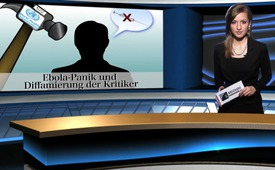 Ebola-Panik und
Diffamierung der Kritiker